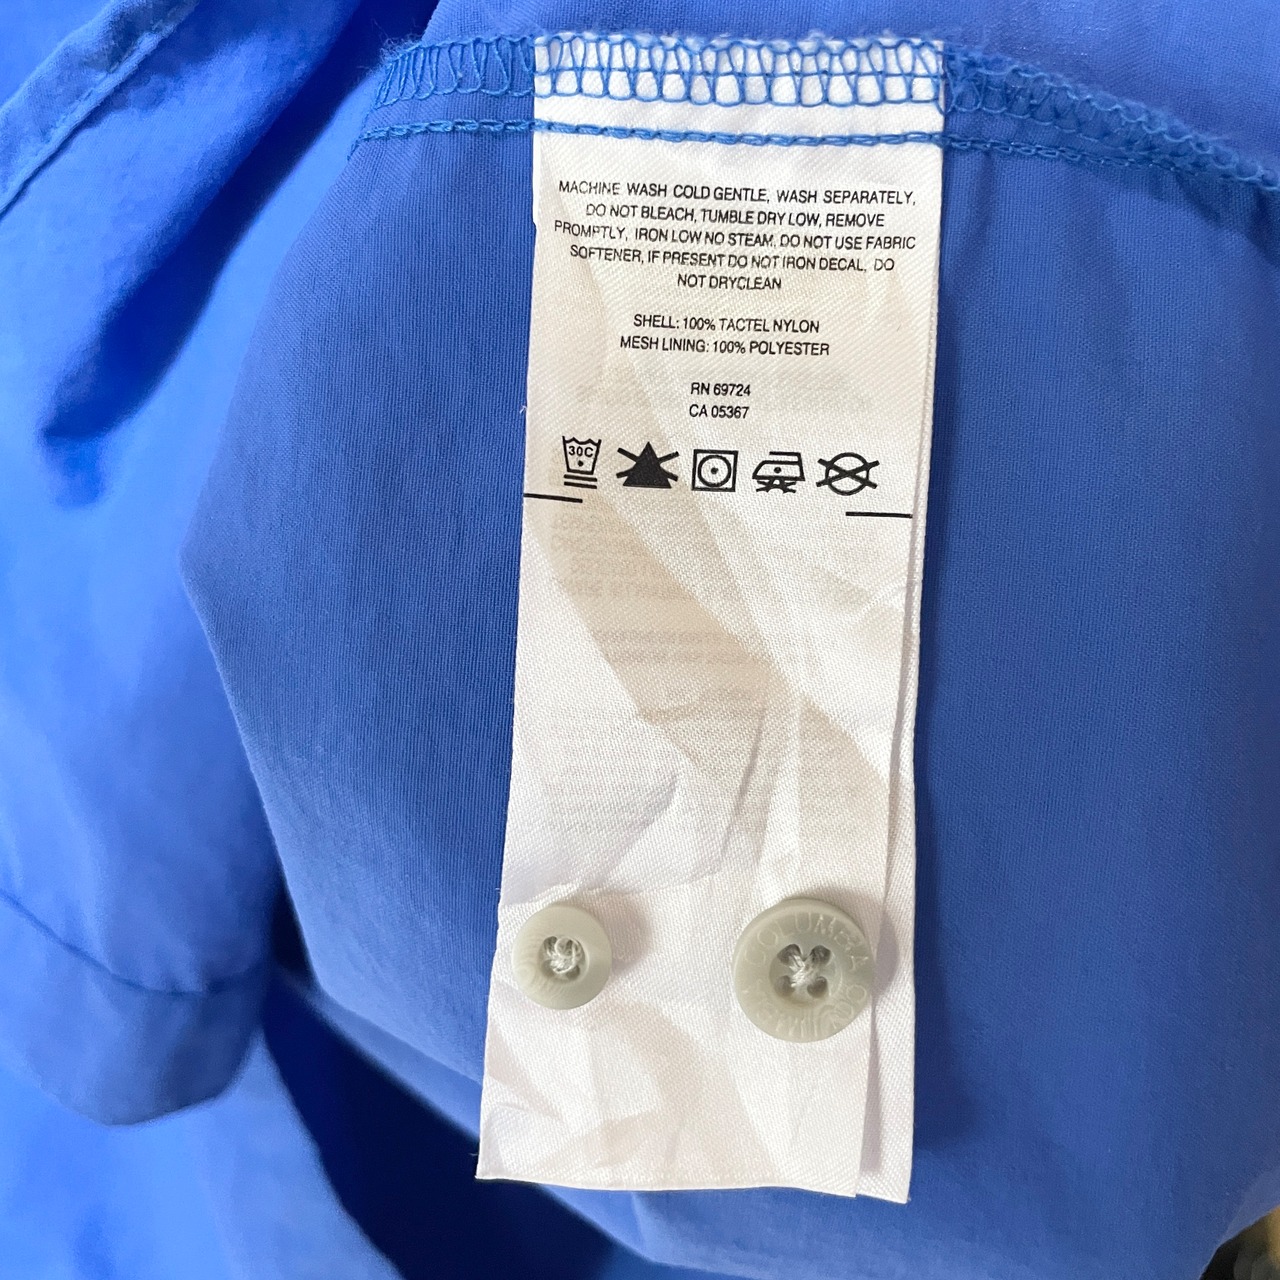 MACHINE WASH COLD GENTLE, WASH SEPARATELY,
DO NOT BLEACH, TUMBLE DRY LOW, REMOVE
PROMPTLY, IRON LOW NO STEAM, DO NOT USE FABRIC
SOFTENER, IF PRESENT DO NOT IRON DECAL, DO
NOT DRYCLEAN
SHELL: 100% TACTEL NYLON
MESH LINING: 100% POLYESTER
RN 69724
CA 05367
30C
COLUMBIA